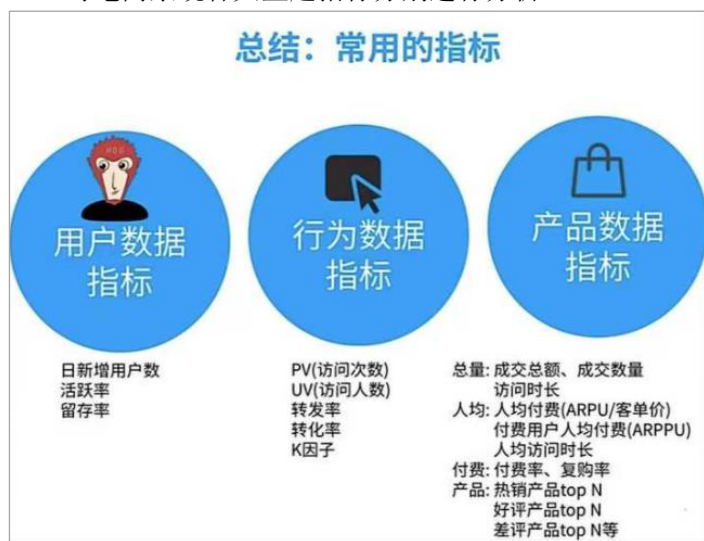 总结：常用的指标
用户数据
指标
行为数据
指标
产品数据
指标
日新增用户数
活跃率
留存率
PV(访问次数)
UV(访问人数)
转发率
转化率
K因子
总量: 成交总额、成交数量
访问时长
人均: 人均付费(ARPU/客单价)
付费用户人均付费(ARPPU)
人均访问时长
付费: 付费率、复购率
产品: 热销产品top N
好评产品top N
差评产品top N等